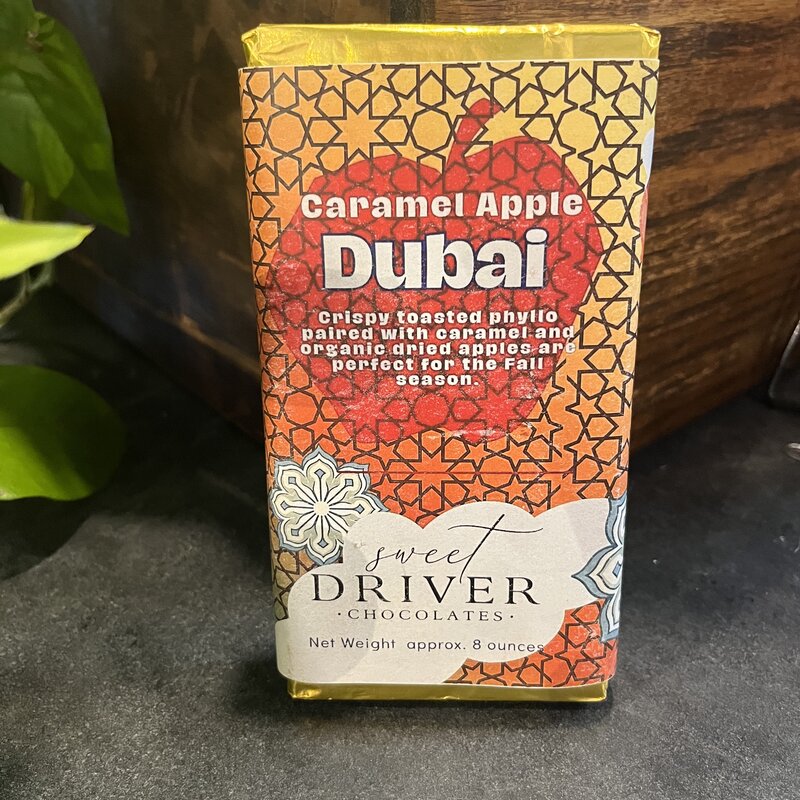 Caramel Apple
Dubai
Crispy toasted phyllo
paired with caramel and
organic dried apples are
perfect for the Fall
season.
sweet
DRIVER
·CHOCOLATES·
Net Weight approx. 8 ounces